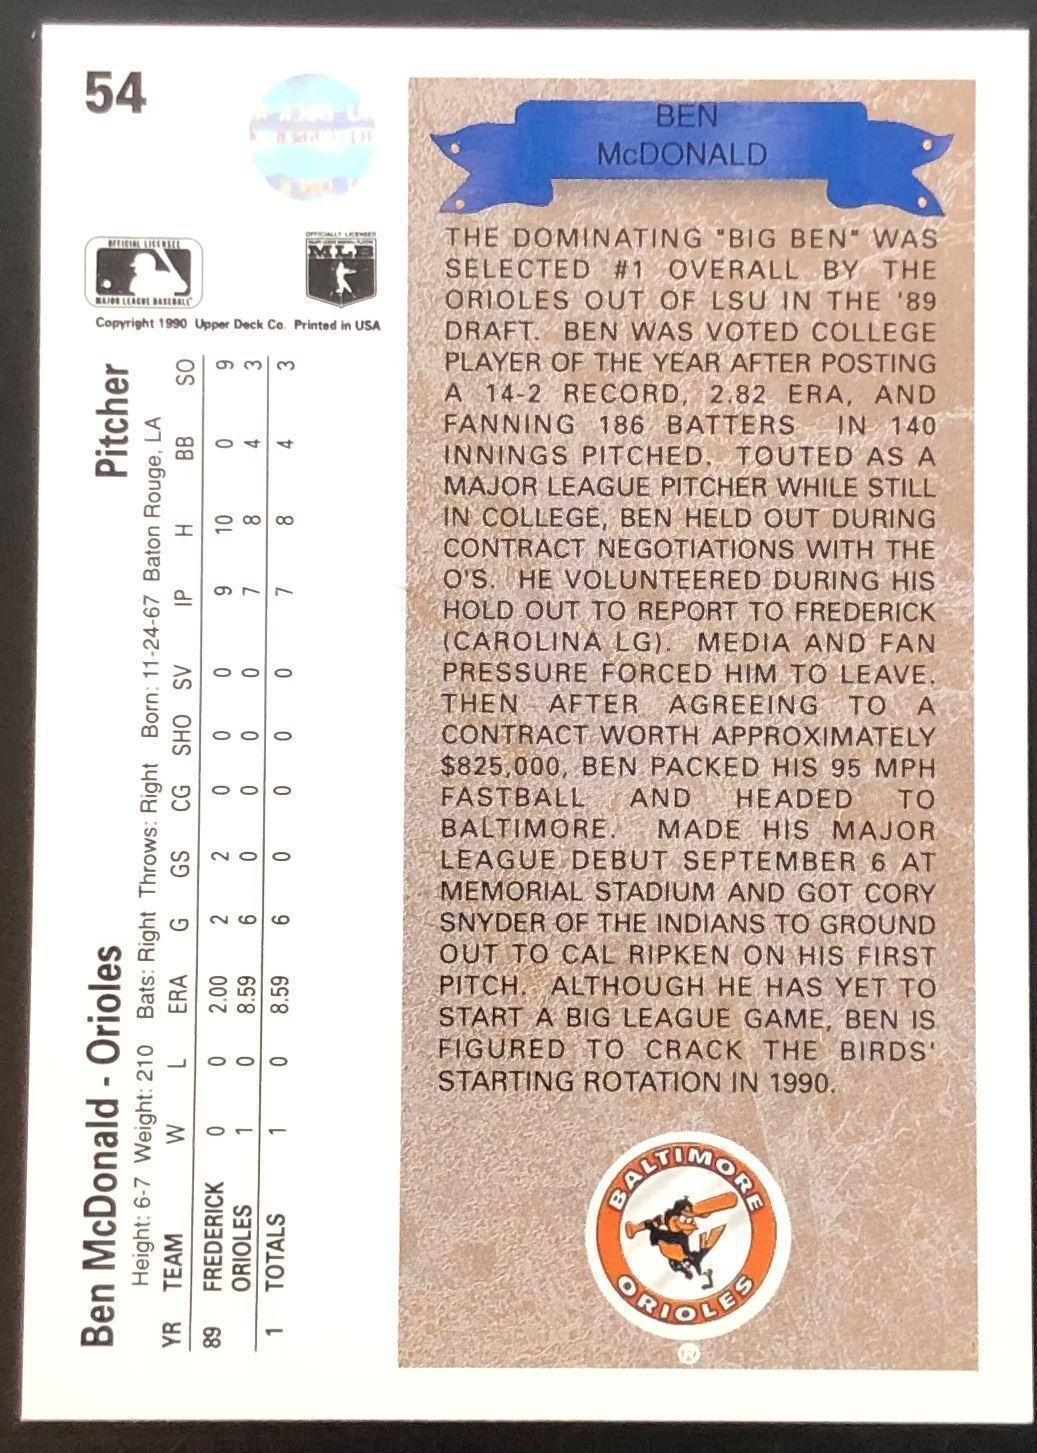 54
OFFICIAL LICENSEE
MAJOR LEAGUE BASEBALL
OFFICIALLY LICENSED
MLB
Copyright 1990 Upper Deck Co. Printed in USA
Ben McDonald - Orioles Pitcher
Height: 6-7 Weight: 210 Bats: Right Throws: Right Born: 11-24-67 Baton Rouge, LA
YR TEAM W L ERA G GS CG SHO SV IP H BB SO
89 FREDERICK 0 0 2.00 2 2 0 0 0 9 10 0 9
ORIOLES 1 0 8.59 6 0 0 0 0 7 8 4 3
1 TOTALS 1 0 8.59 6 0 0 0 0 7 8 4 3
BEN
McDONALD
THE DOMINATING "BIG BEN" WAS
SELECTED #1 OVERALL BY THE
ORIOLES OUT OF LSU IN THE '89
DRAFT. BEN WAS VOTED COLLEGE
PLAYER OF THE YEAR AFTER POSTING
A 14-2 RECORD, 2.82 ERA, AND
FANNING 186 BATTERS IN 140
INNINGS PITCHED. TOUTED AS A
MAJOR LEAGUE PITCHER WHILE STILL
IN COLLEGE, BEN HELD OUT DURING
CONTRACT NEGOTIATIONS WITH THE
O'S. HE VOLUNTEERED DURING HIS
HOLD OUT TO REPORT TO FREDERICK
(CAROLINA LG). MEDIA AND FAN
PRESSURE FORCED HIM TO LEAVE.
THEN AFTER AGREEING TO A
CONTRACT WORTH APPROXIMATELY
$825,000, BEN PACKED HIS 95 MPH
FASTBALL AND HEADED TO
BALTIMORE. MADE HIS MAJOR
LEAGUE DEBUT SEPTEMBER 6 AT
MEMORIAL STADIUM AND GOT CORY
SNYDER OF THE INDIANS TO GROUND
OUT TO CAL RIPKEN ON HIS FIRST
PITCH. ALTHOUGH HE HAS YET TO
START A BIG LEAGUE GAME, BEN IS
FIGURED TO CRACK THE BIRDS'
STARTING ROTATION IN 1990.
BALTIMORE
ORIOLES